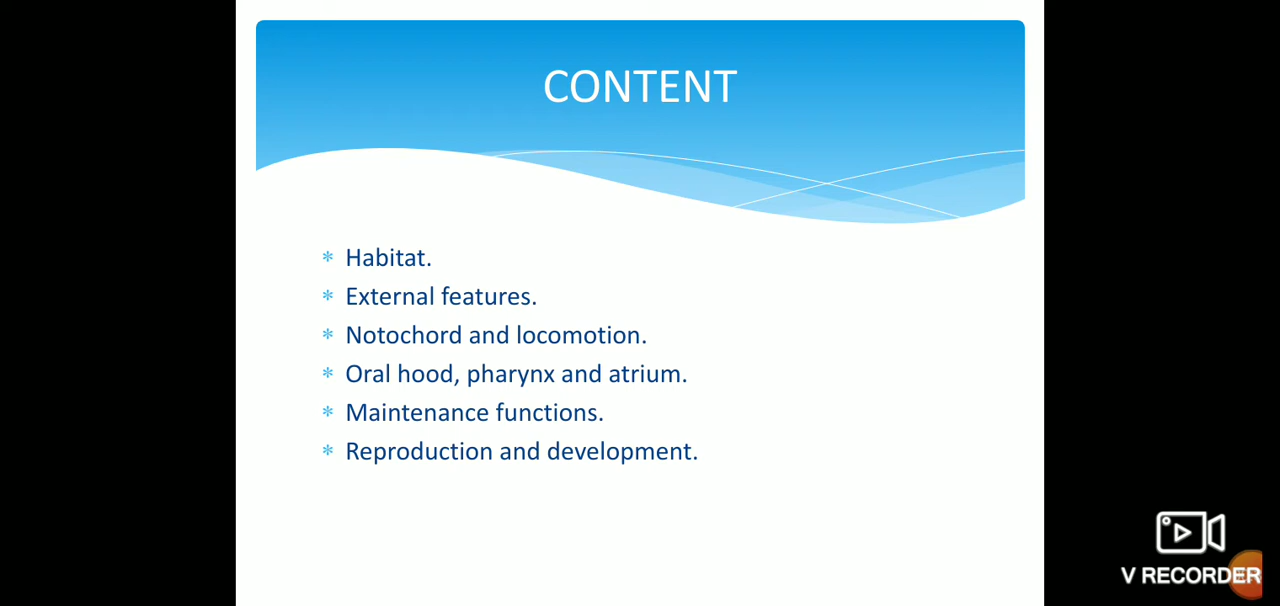 CONTENT
* Habitat.
* External features.
* Notochord and locomotion.
* Oral hood, pharynx and atrium.
* Maintenance functions.
* Reproduction and development.
V RECORDER